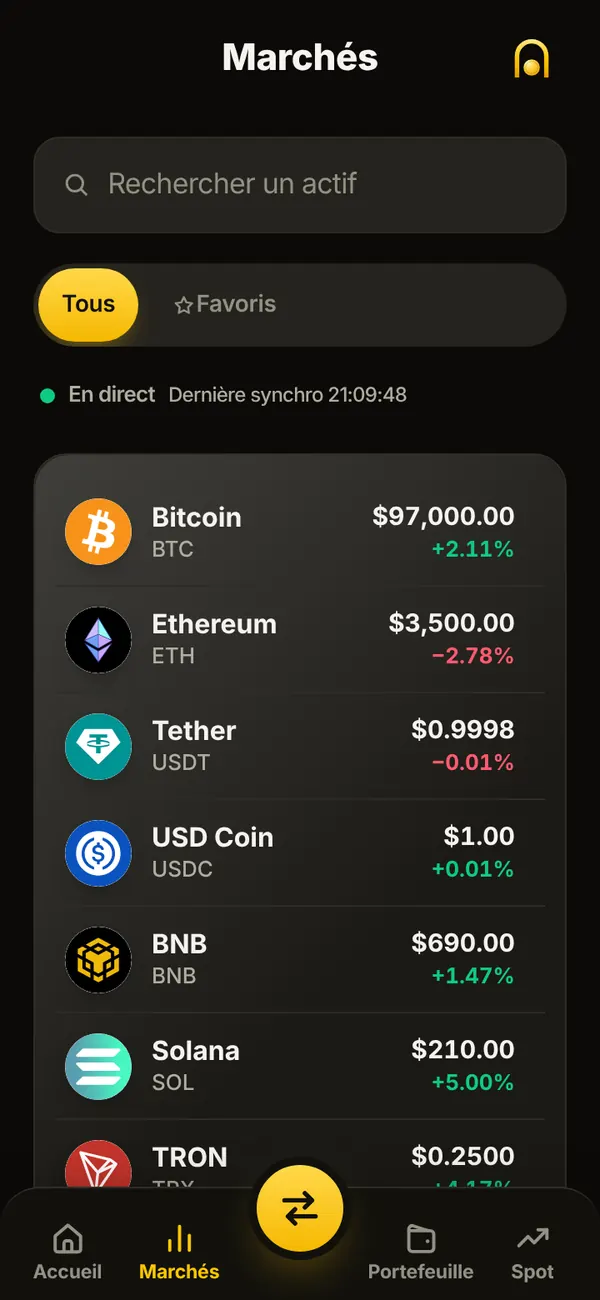 Marchés
Rechercher un actif
Tous
Favoris
En direct Dernière synchro 21:09:48
Bitcoin $97,000.00
BTC +2.11%
Ethereum $3,500.00
ETH −2.78%
Tether $0.9998
USDT −0.01%
USD Coin $1.00
USDC +0.01%
BNB $690.00
BNB +1.47%
Solana $210.00
SOL +5.00%
TRON $0.2500
Accueil
Marchés
Portefeuille
Spot